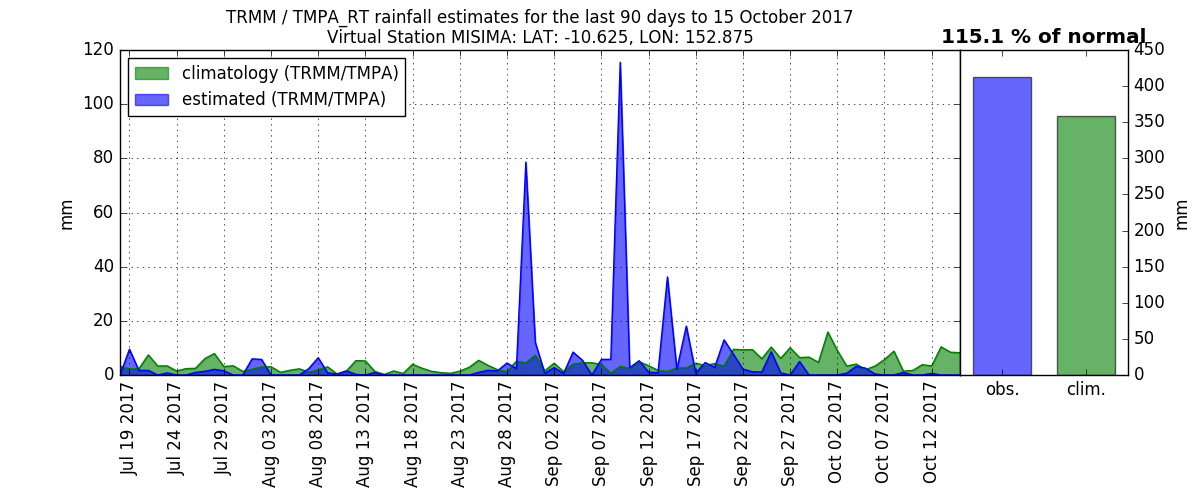 TRMM / TMPA_RT rainfall estimates for the last 90 days to 15 October 2017
Virtual Station MISIMA: LAT: -10.625, LON: 152.875
115.1 % of normal
climatology (TRMM/TMPA)
estimated (TRMM/TMPA)
120
100
80
60
40
20
0
mm
450
400
350
300
250
200
150
100
50
0
mm
Jul 19 2017
Jul 24 2017
Jul 29 2017
Aug 03 2017
Aug 08 2017
Aug 13 2017
Aug 18 2017
Aug 23 2017
Aug 28 2017
Sep 02 2017
Sep 07 2017
Sep 12 2017
Sep 17 2017
Sep 22 2017
Sep 27 2017
Oct 02 2017
Oct 07 2017
Oct 12 2017
obs.
clim.